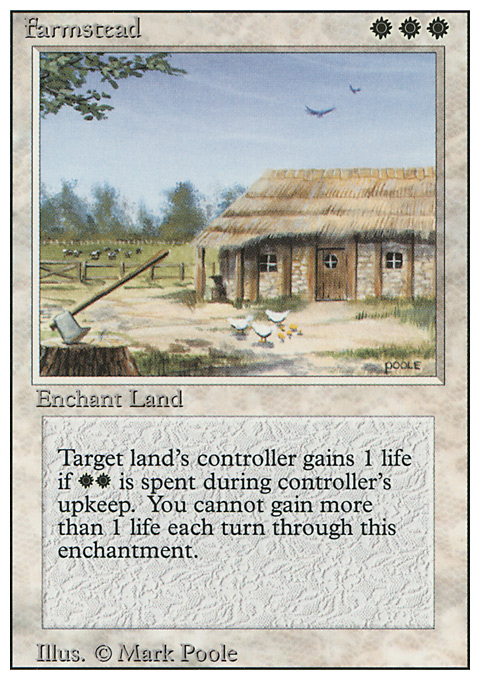 Farmstead
POOLE
Enchant Land
Target land's controller gains 1 life
if is spent during controller's
upkeep. You cannot gain more
than 1 life each turn through this
enchantment.
Illus. © Mark Poole